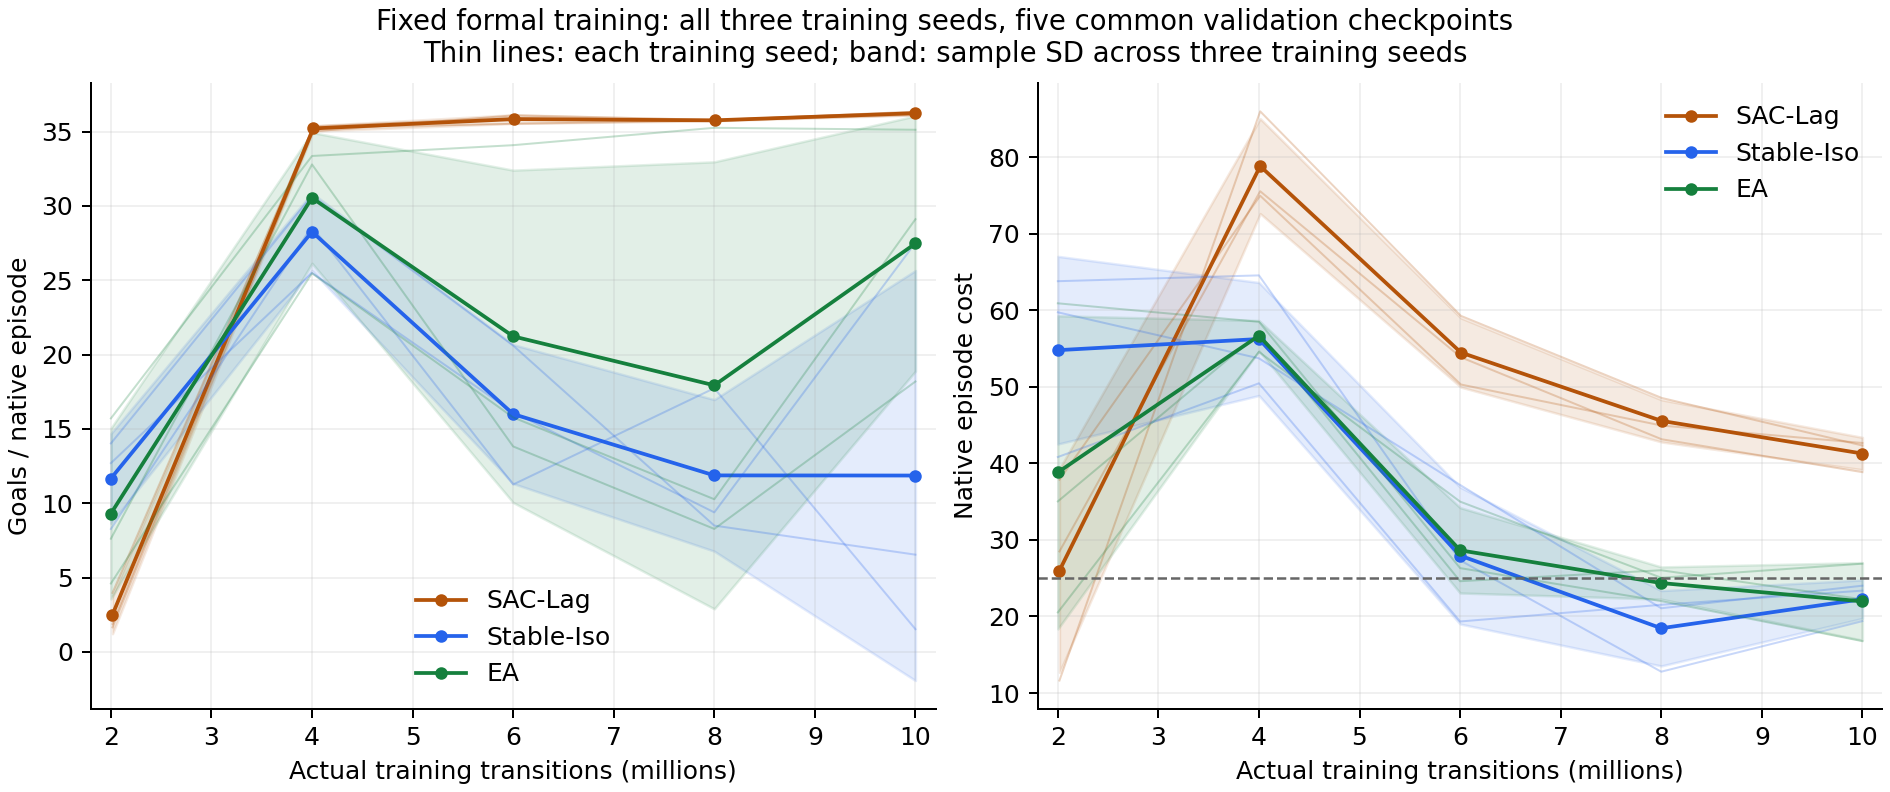 Fixed formal training: all three training seeds, five common validation checkpoints
Thin lines: each training seed; band: sample SD across three training seeds
Goals / native episode
35
30
25
20
15
10
5
0
SAC-Lag
Stable-Iso
EA
2 3 4 5 6 7 8 9 10
Actual training transitions (millions)
Native episode cost
80
70
60
50
40
30
20
10
SAC-Lag
Stable-Iso
EA
2 3 4 5 6 7 8 9 10
Actual training transitions (millions)